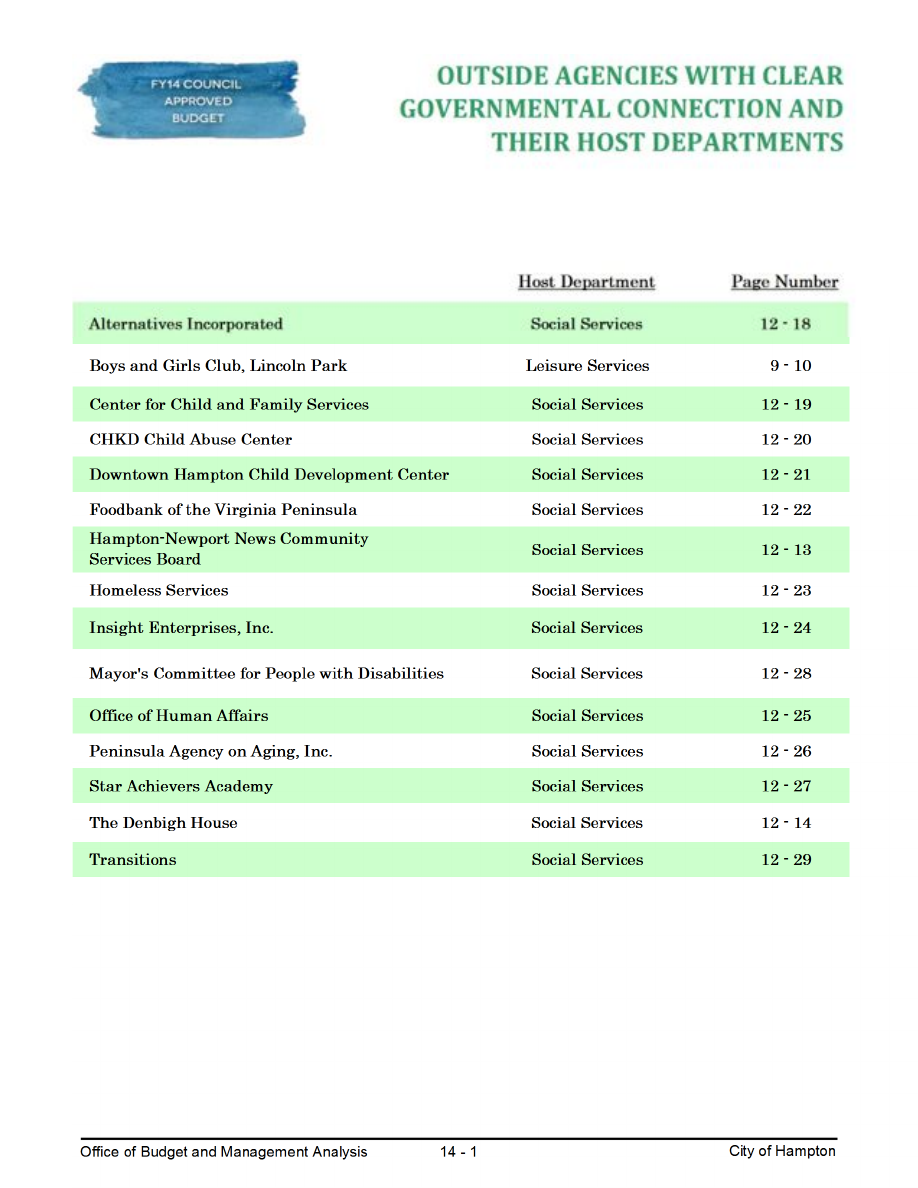 FY14 COUNCIL
APPROVED
BUDGET
OUTSIDE AGENCIES WITH CLEAR
GOVERNMENTAL CONNECTION AND
THEIR HOST DEPARTMENTS
Host Department Page Number
Alternatives Incorporated Social Services 12 - 18
Boys and Girls Club, Lincoln Park Leisure Services 9 - 10
Center for Child and Family Services Social Services 12 - 19
CHKD Child Abuse Center Social Services 12 - 20
Downtown Hampton Child Development Center Social Services 12 - 21
Foodbank of the Virginia Peninsula Social Services 12 - 22
Hampton-Newport News Community
Services Board Social Services 12 - 13
Homeless Services Social Services 12 - 23
Insight Enterprises, Inc. Social Services 12 - 24
Mayor's Committee for People with Disabilities Social Services 12 - 28
Office of Human Affairs Social Services 12 - 25
Peninsula Agency on Aging, Inc. Social Services 12 - 26
Star Achievers Academy Social Services 12 - 27
The Denbigh House Social Services 12 - 14
Transitions Social Services 12 - 29
Office of Budget and Management Analysis 14 - 1 City of Hampton